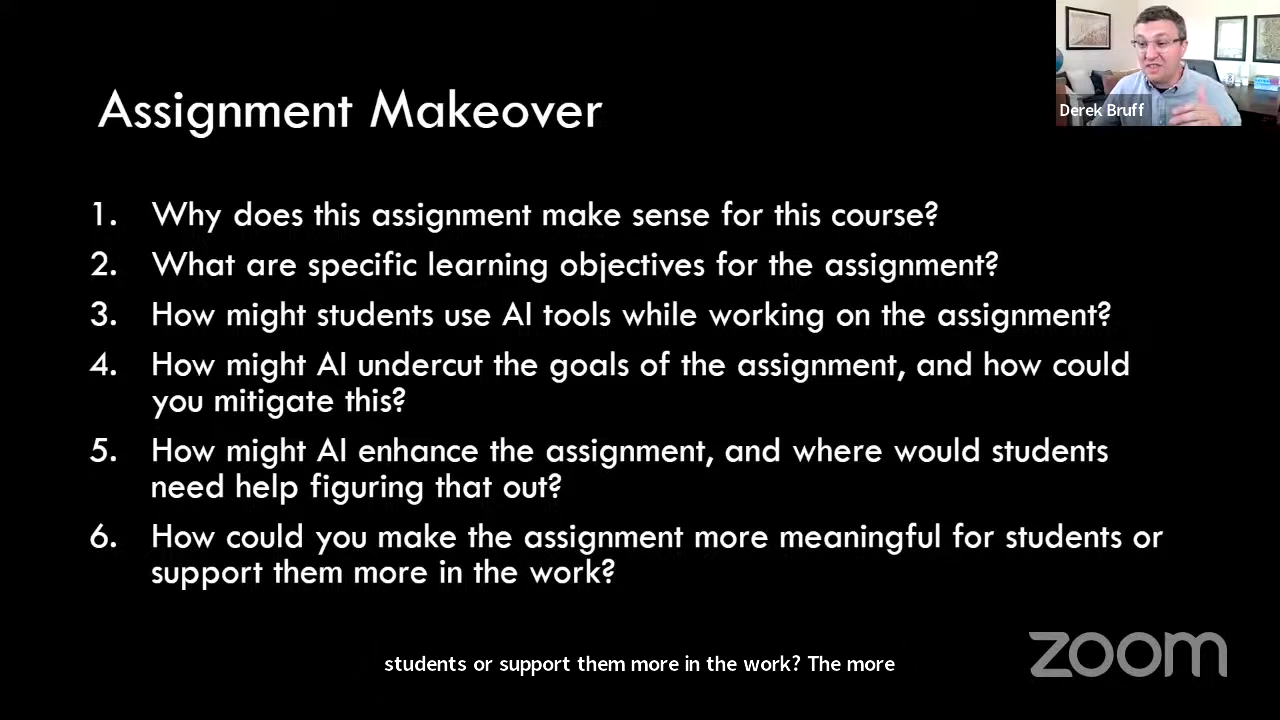 Assignment Makeover
Derek Bruff
1. Why does this assignment make sense for this course?
2. What are specific learning objectives for the assignment?
3. How might students use AI tools while working on the assignment?
4. How might AI undercut the goals of the assignment, and how could
you mitigate this?
5. How might AI enhance the assignment, and where would students
need help figuring that out?
6. How could you make the assignment more meaningful for students or
support them more in the work?
students or support them more in the work? The more
zoom